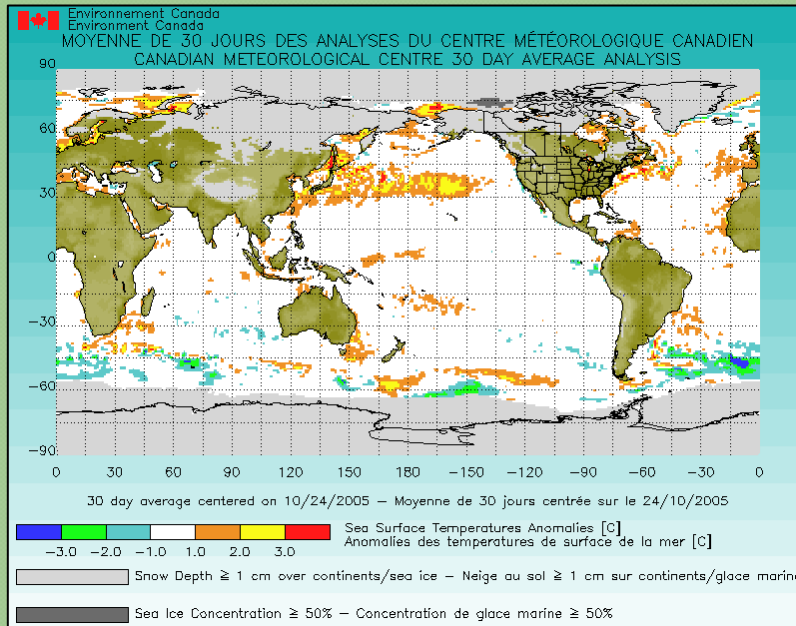 Environnement Canada
Environment Canada
MOYENNE DE 30 JOURS DES ANALYSES DU CENTRE MÉTÉOROLOGIQUE CANADIEN
CANADIAN METEOROLOGICAL CENTRE 30 DAY AVERAGE ANALYSIS
90
60
30
0
−30
−60
−90
0 30 60 90 120 150 180 −150 −120 −90 −60 −30 0
30 day average centered on 10/24/2005 − Moyenne de 30 jours centrée sur le 24/10/2005
Sea Surface Temperatures Anomalies [C]
Anomalies des temperatures de surface de la mer [C]
−3.0 −2.0 −1.0 1.0 2.0 3.0
Snow Depth ≧ 1 cm over continents/sea ice − Neige au sol ≧ 1 cm sur continents/glace marine
Sea Ice Concentration ≧ 50% − Concentration de glace marine ≧ 50%